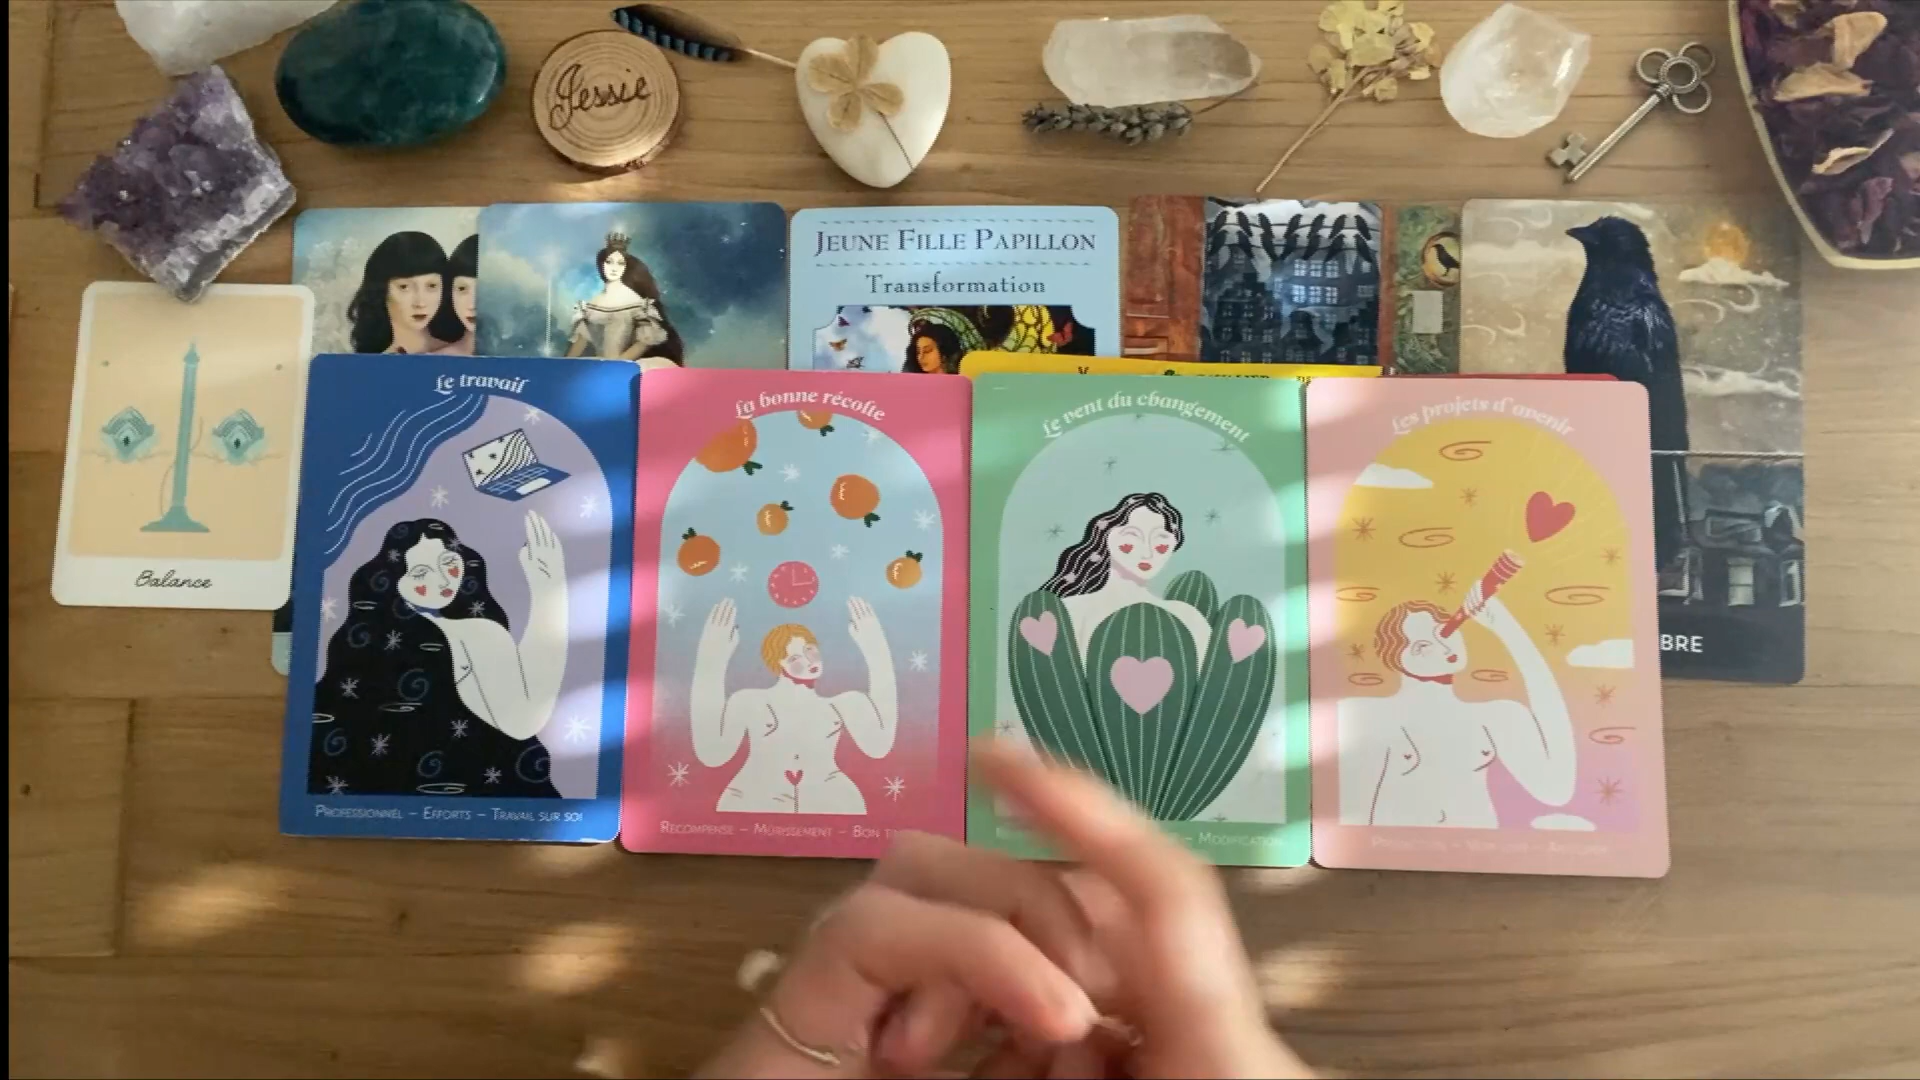 Jessie
JEUNE FILLE PAPILLON
Transformation
Balance
Le travail
La bonne récolte
Le vent du changement
Les projets d'avenir
BRE
PROFESSIONNEL – EFFORTS – TRAVAIL SUR SOI
RÉCOMPENSE – MÛRISSEMENT – BON
– MODIFICATION